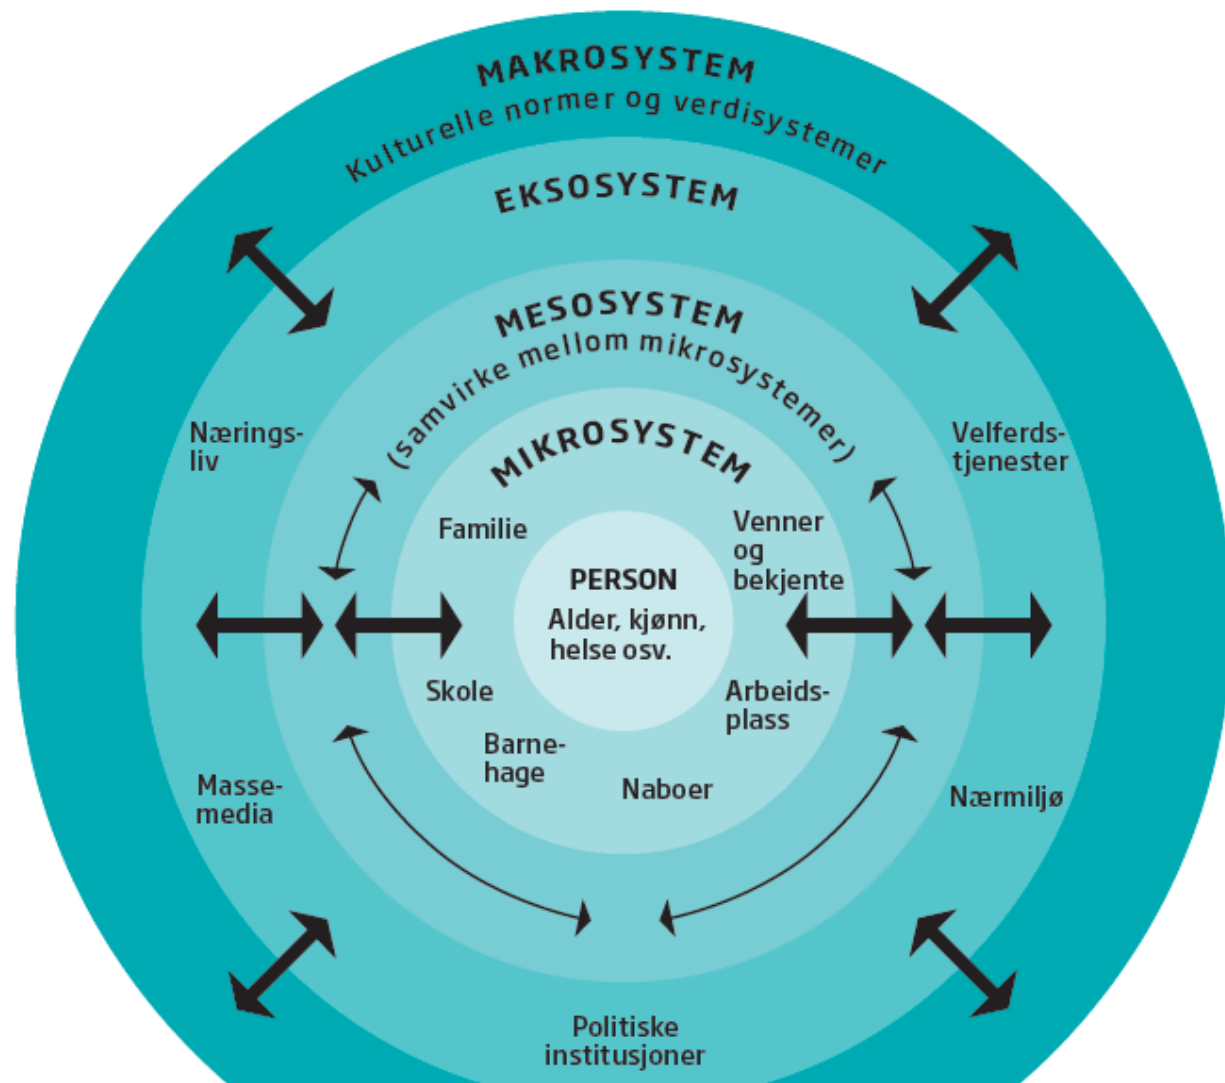 MAKROSYSTEM
Kulturelle normer og verdisystemer
EKSOSYSTEM
MESOSYSTEM
(samvirke mellom mikrosystemer)
MIKROSYSTEM
Nærings-
liv
Velferds-
tjenester
Familie
Venner
og
bekjente
PERSON
Alder, kjønn,
helse osv.
Skole
Arbeids-
plass
Barne-
hage
Naboer
Masse-
media
Nærmiljø
Politiske
institusjoner